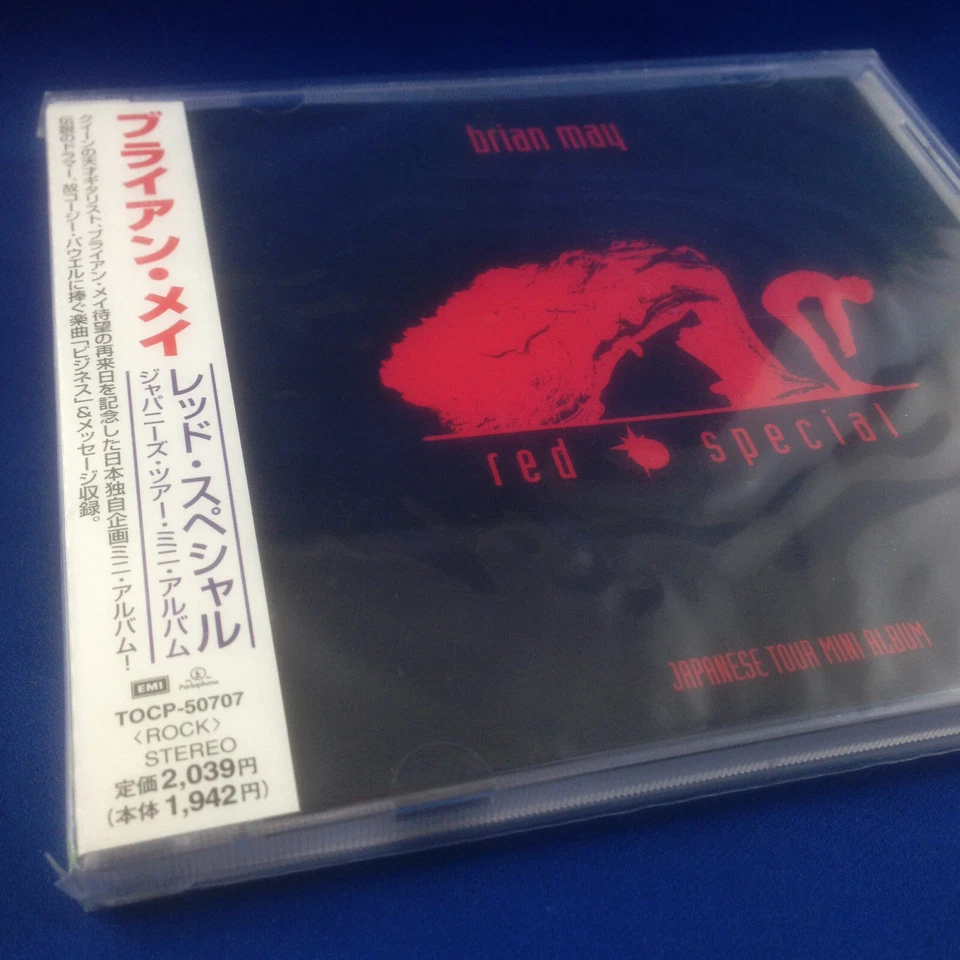 ブライアン・メイ
クイーンの天才ギタリスト、ブライアン・メイ待望の再来日を記念した日本独自企画ミニ・アルバム!
伝説のドラマー、故コージー・パウエルに捧ぐ楽曲「ビジネス」&メッセージ収録。
レッド・スペシャル
ジャパニーズ・ツアー・ミニ・アルバム
EMI
Parlophone
TOCP-50707
〈ROCK〉
STEREO
定価2,039円
(本体 1,942円)
brian may
red special
JAPANESE TOUR MINI ALBUM